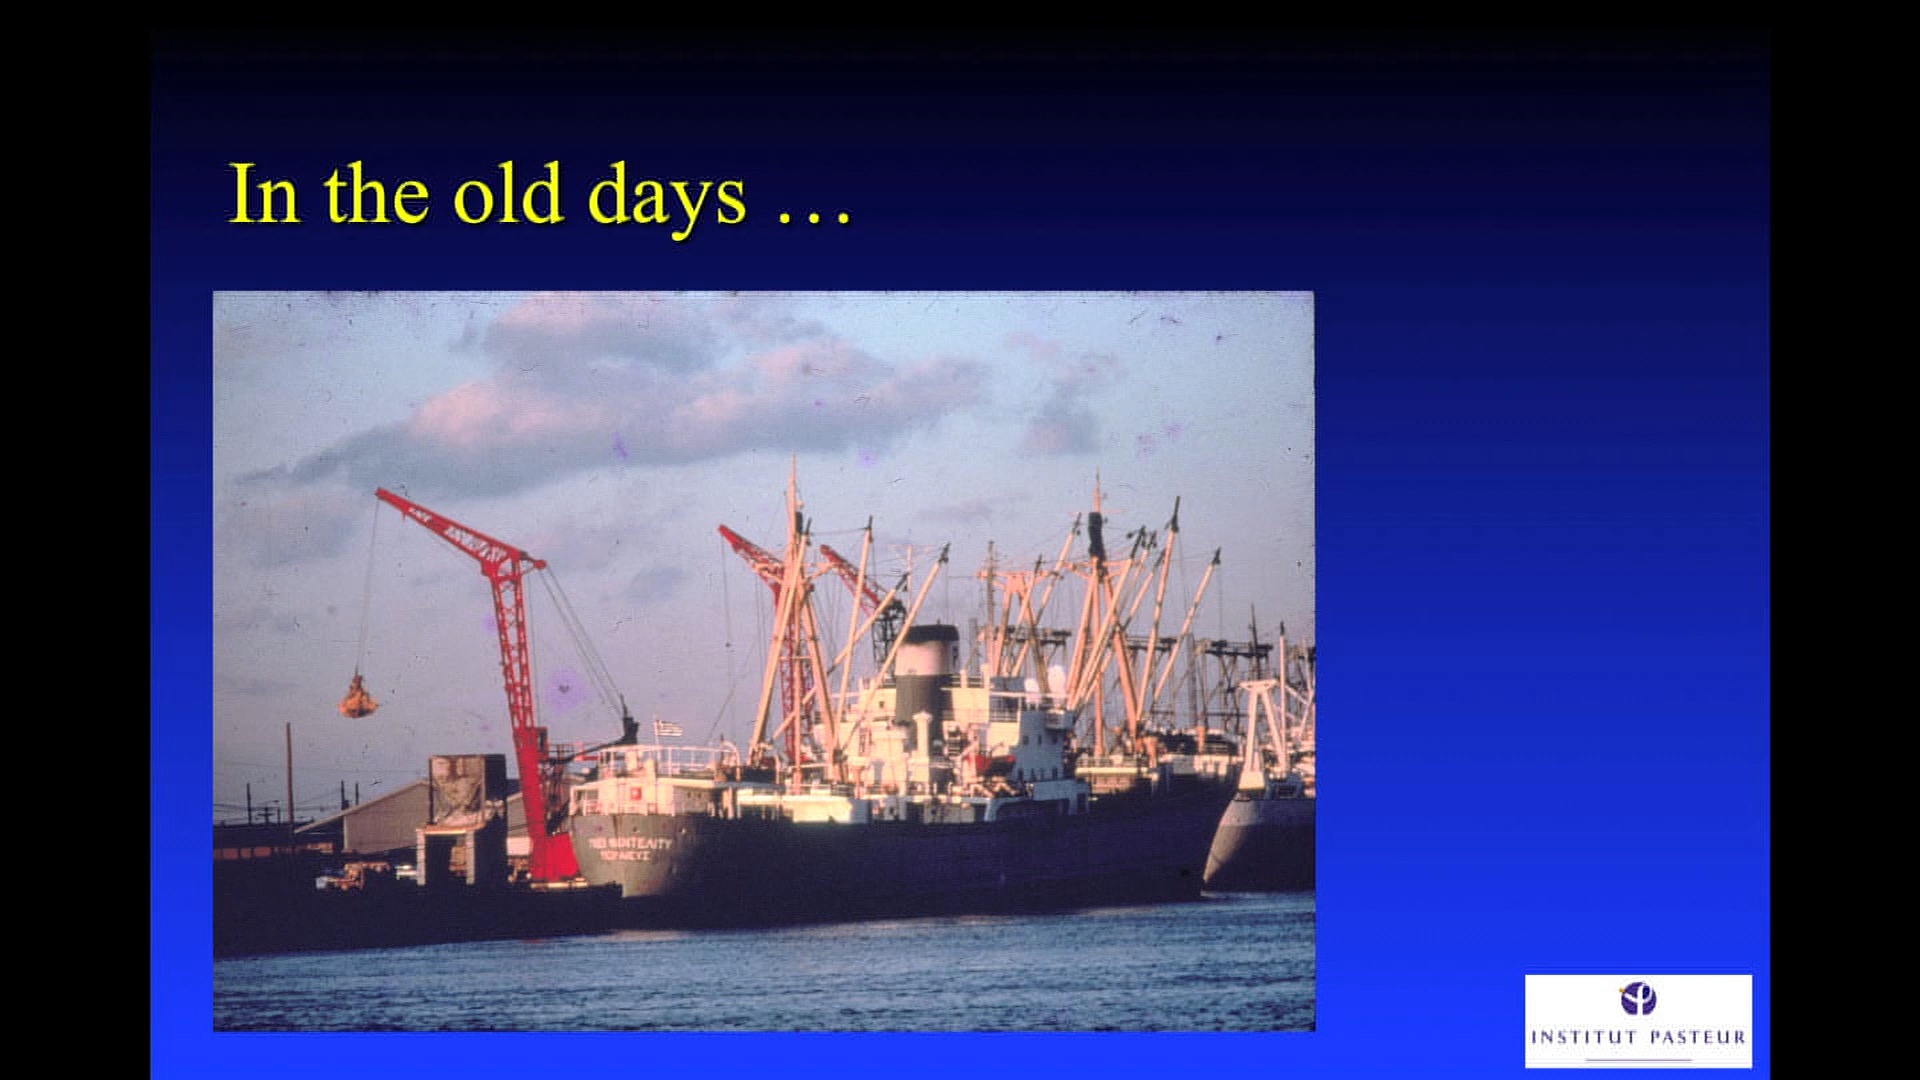 In the old days …
INSTITUT PASTEUR